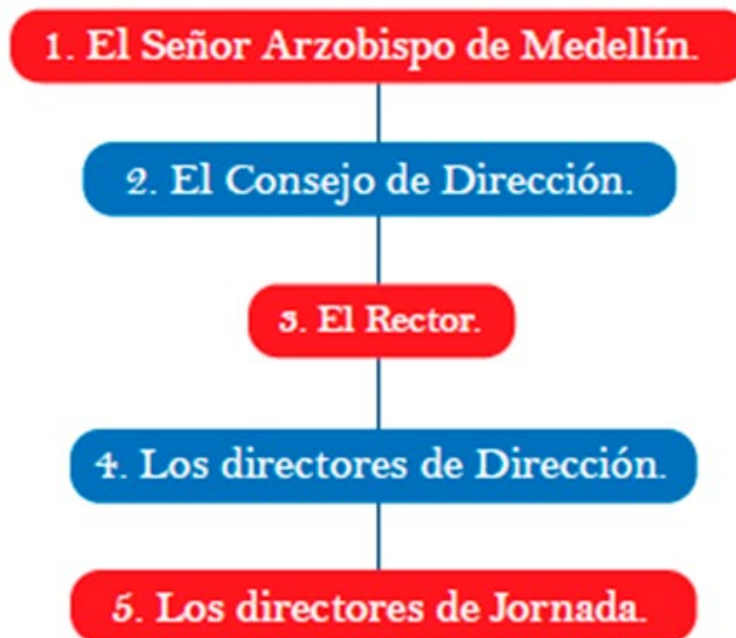 1. El Señor Arzobispo de Medellín.
2. El Consejo de Dirección.
3. El Rector.
4. Los directores de Dirección.
5. Los directores de Jornada.